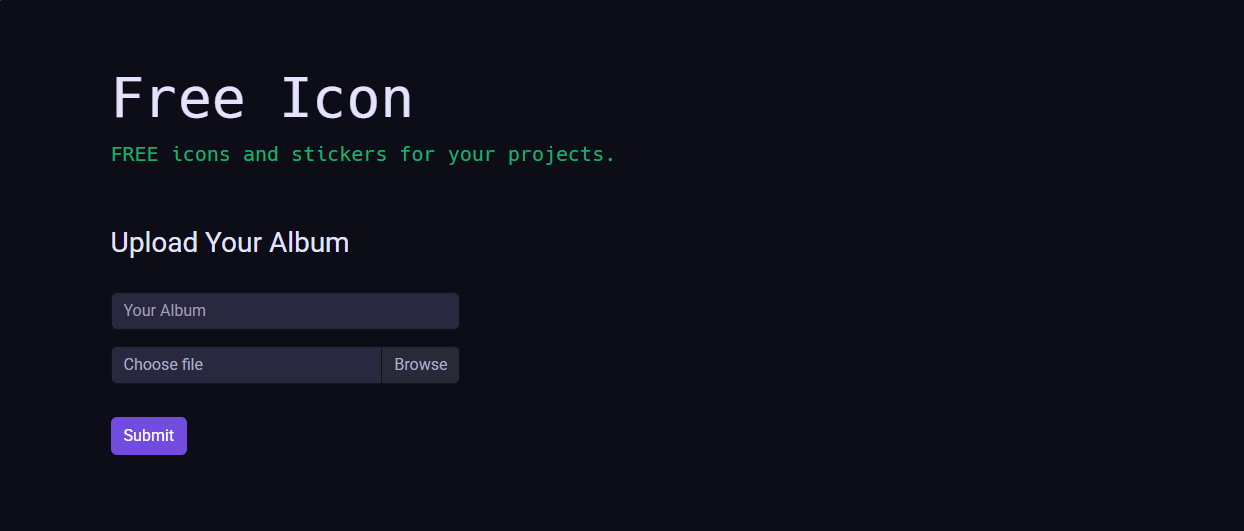 Free Icon
FREE icons and stickers for your projects.
Upload Your Album
Your Album
Choose file Browse
Submit